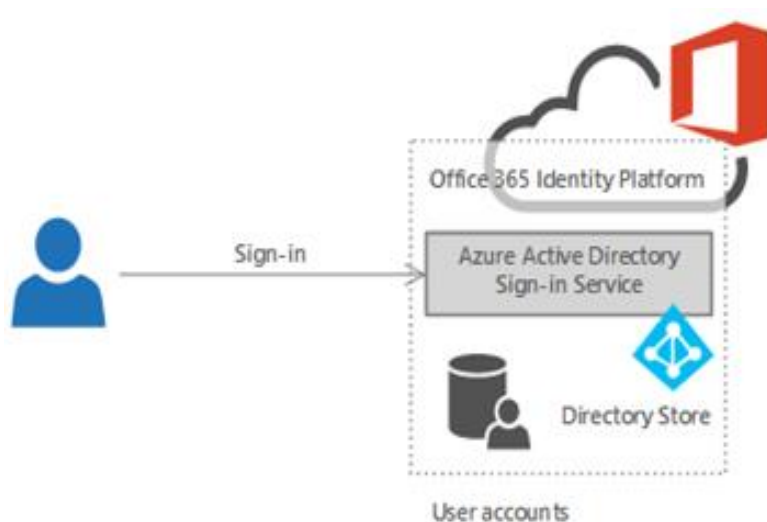 Office 365 Identity Platform
Sign-in
Azure Active Directory
Sign-in Service
Directory Store
User accounts